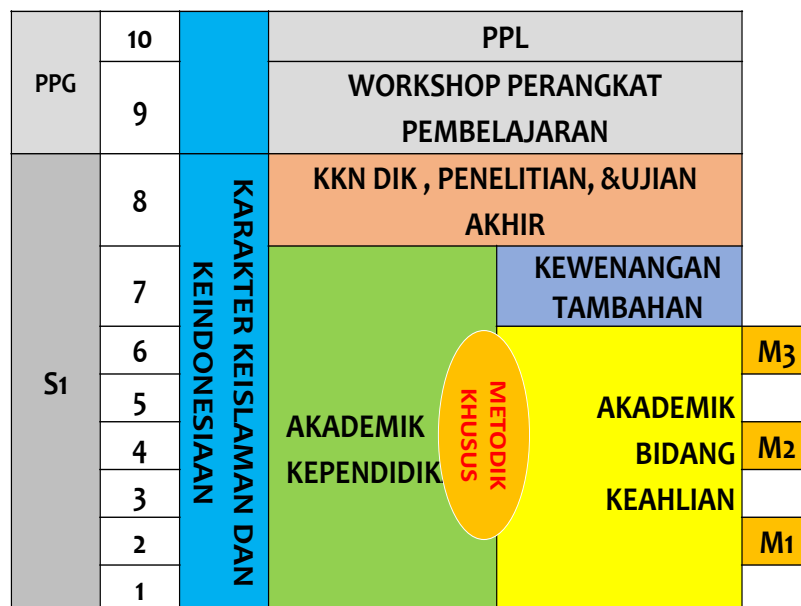 PPG
10
PPL
9
WORKSHOP PERANGKAT
PEMBELAJARAN
S1
8
KKN DIK , PENELITIAN, &UJIAN
AKHIR
KARAKTER KEISLAMAN DAN
KEINDONESIAAN
7
KEWENANGAN
TAMBAHAN
6
M3
5
4
M2
3
2
M1
1
AKADEMIK
KEPENDIDIK
METODIK
KHUSUS
AKADEMIK
BIDANG
KEAHLIAN